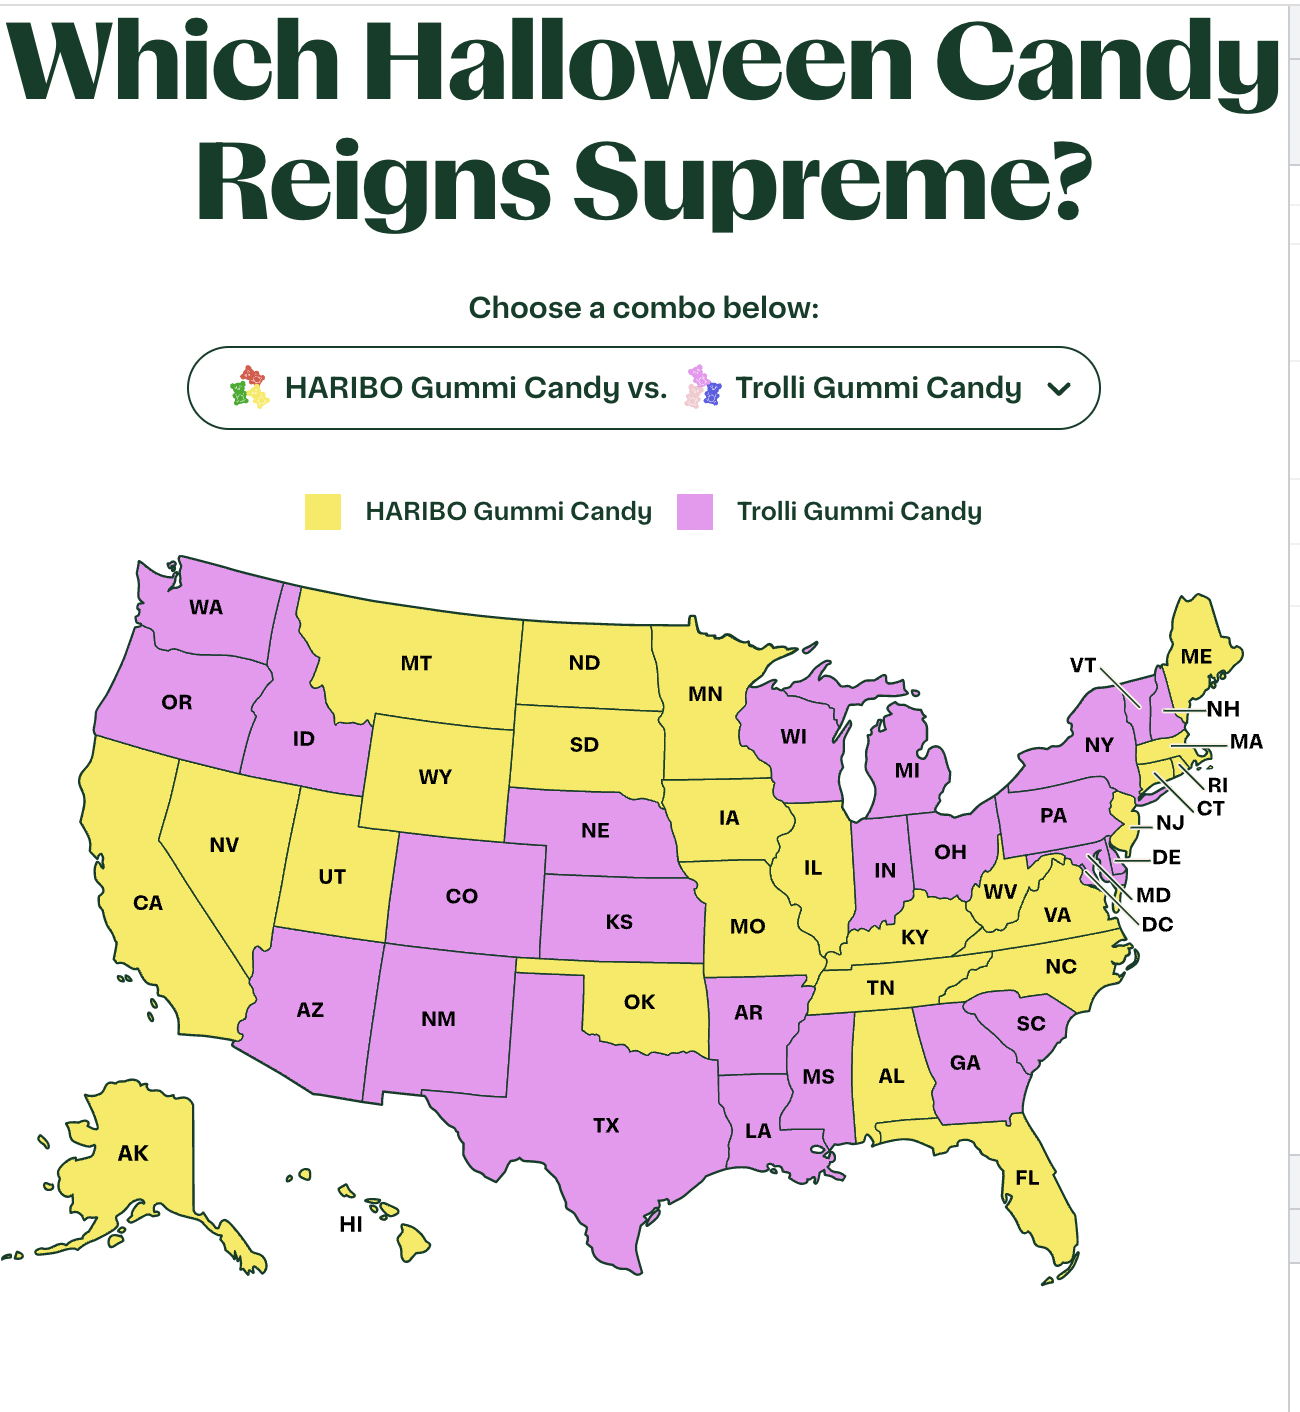 Which Halloween Candy
Reigns Supreme?
Choose a combo below:
HARIBO Gummi Candy vs. Trolli Gummi Candy
HARIBO Gummi Candy Trolli Gummi Candy
WA
MT
ND
MN
VT
ME
OR
ID
SD
WI
NY
NH
MA
WY
MI
RI
CT
NE
IA
PA
NJ
NV
UT
CO
IL
IN
OH
DE
CA
KS
MO
WV
VA
MD
DC
KY
NC
AZ
NM
OK
AR
TN
SC
MS
AL
GA
TX
LA
AK
HI
FL